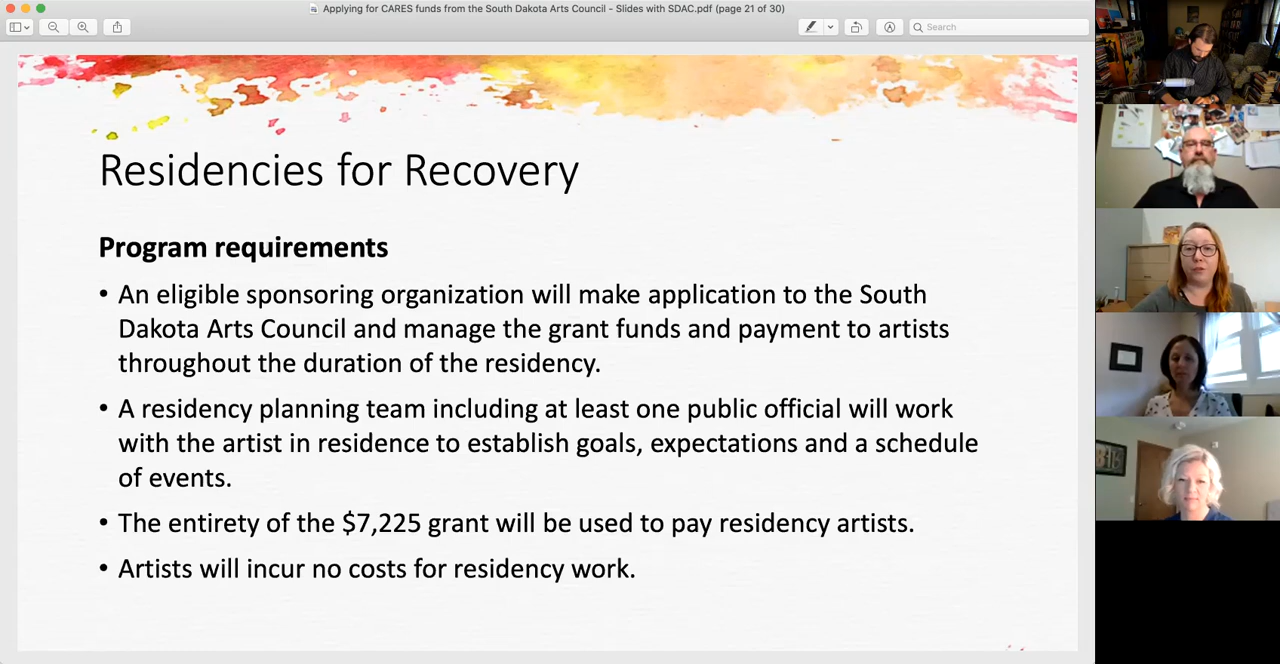 Applying for CARES funds from the South Dakota Arts Council - Slides with SDAC.pdf (page 21 of 30)
Search
Residencies for Recovery
Program requirements
• An eligible sponsoring organization will make application to the South
Dakota Arts Council and manage the grant funds and payment to artists
throughout the duration of the residency.
• A residency planning team including at least one public official will work
with the artist in residence to establish goals, expectations and a schedule
of events.
• The entirety of the $7,225 grant will be used to pay residency artists.
• Artists will incur no costs for residency work.